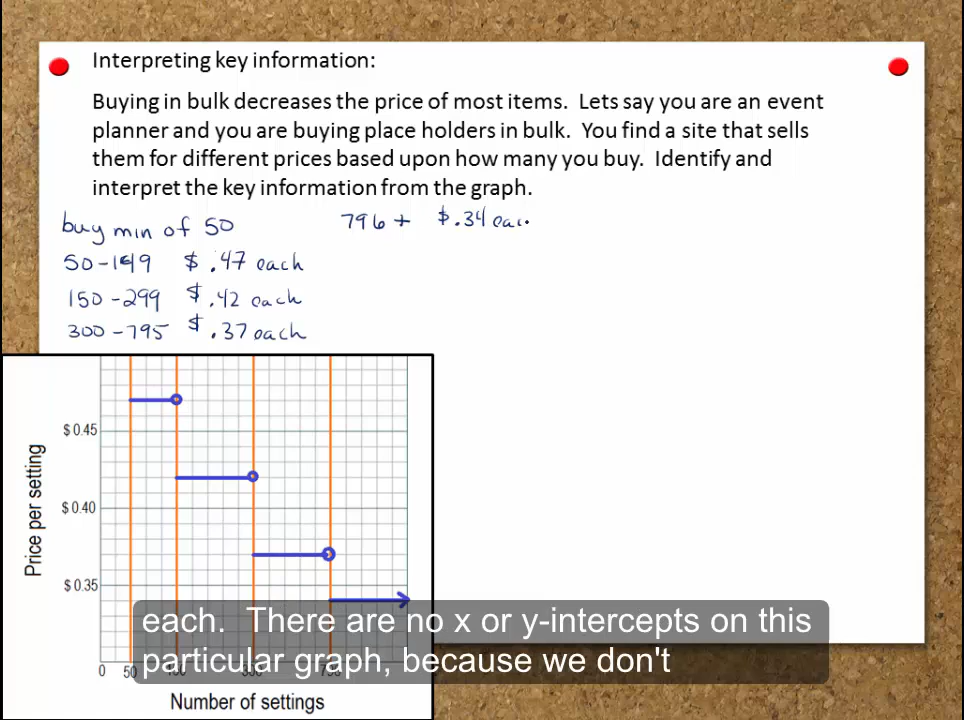 Interpreting key information:
Buying in bulk decreases the price of most items. Lets say you are an event
planner and you are buying place holders in bulk. You find a site that sells
them for different prices based upon how many you buy. Identify and
interpret the key information from the graph.
buy min of 50
50-149 $ .47 each
150-299 $ .42 each
300-795 $ .37 each
796+ $.34 eac
$ 0.45
$ 0.40
$ 0.35
Price per setting
0 50
Number of settings
each. There are no x or y-intercepts on this
particular graph, because we don't